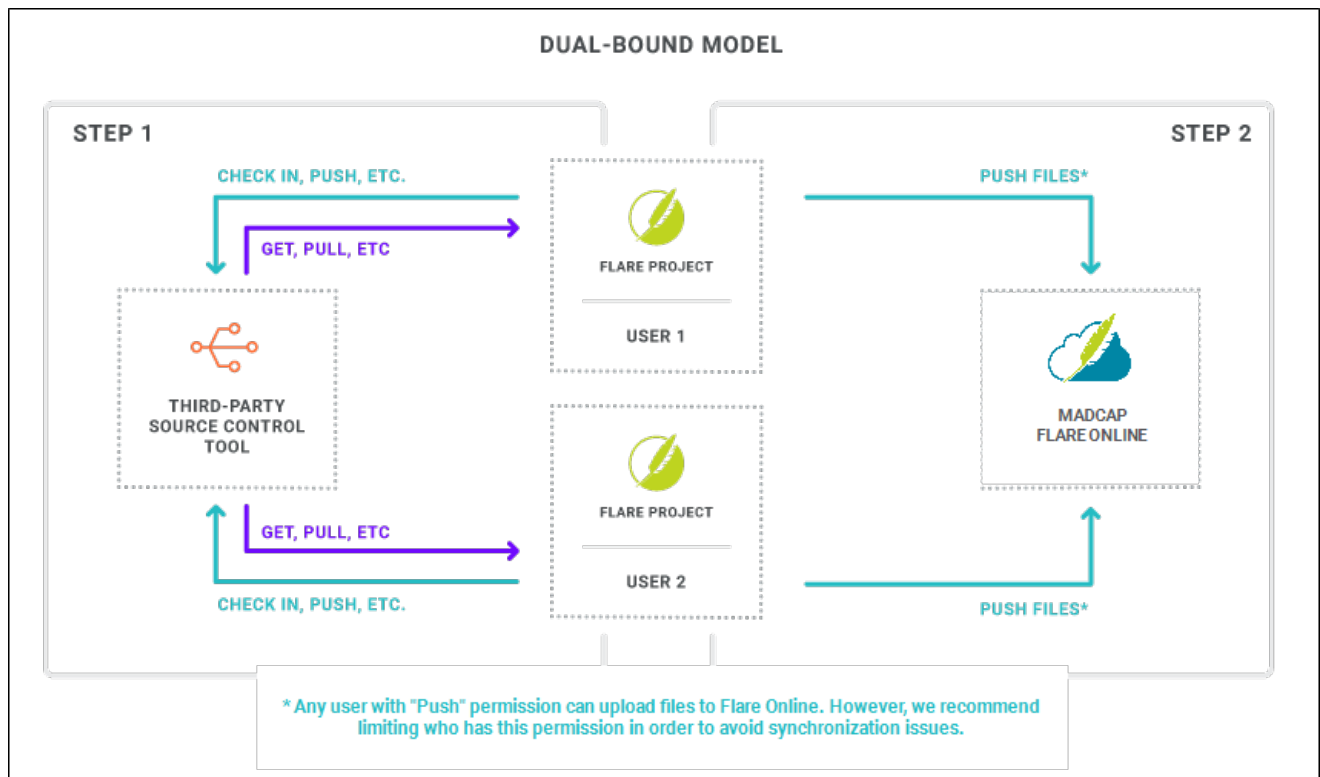 DUAL-BOUND MODEL
STEP 1
STEP 2
CHECK IN, PUSH, ETC.
GET, PULL, ETC
PUSH FILES*
FLARE PROJECT
USER 1
THIRD-PARTY
SOURCE CONTROL
TOOL
MADCAP
FLARE ONLINE
FLARE PROJECT
USER 2
GET, PULL, ETC
CHECK IN, PUSH, ETC.
PUSH FILES*
* Any user with "Push" permission can upload files to Flare Online. However, we recommend
limiting who has this permission in order to avoid synchronization issues.